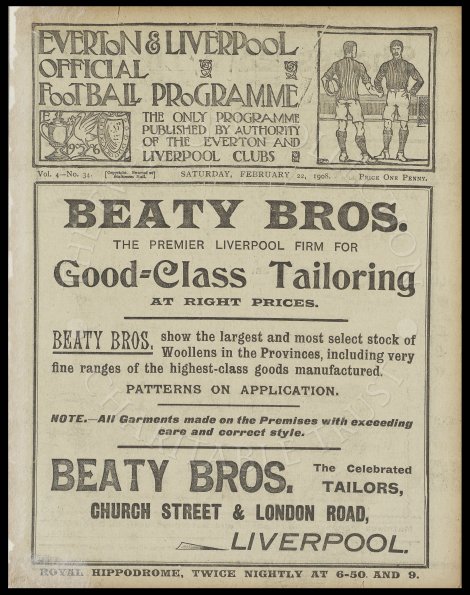 EVERTON & LIVERPOOL
OFFICIAL
FOOTBALL PROGRAMME
THE ONLY PROGRAMME
PUBLISHED BY AUTHORITY
OF THE EVERTON AND
LIVERPOOL CLUBS
Vol. 4—No. 34.
SATURDAY, FEBRUARY 22, 1908.
PRICE ONE PENNY.
BEATY BROS.
THE PREMIER LIVERPOOL FIRM FOR
Good=Class Tailoring
AT RIGHT PRICES.
BEATY BROS. show the largest and most select stock of
Woollens in the Provinces, including very
fine ranges of the highest-class goods manufactured.
PATTERNS ON APPLICATION.
NOTE.—All Garments made on the Premises with exceeding
care and correct style.
BEATY BROS. The Celebrated
TAILORS,
CHURCH STREET & LONDON ROAD,
LIVERPOOL.
ROYAL HIPPODROME, TWICE NIGHTLY AT 6-50 AND 9.